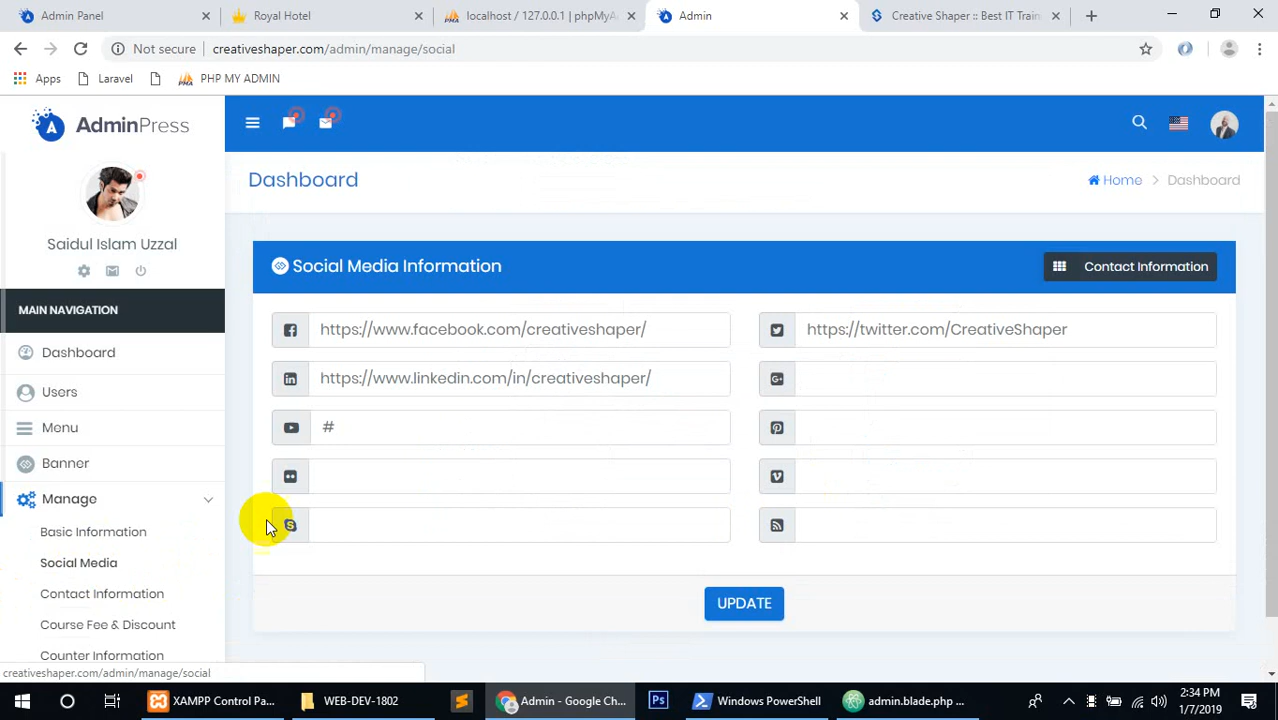 Admin Panel
Royal Hotel
localhost / 127.0.0.1 | phpMyA
Admin
Creative Shaper :: Best IT Train
Not secure
creativeshaper.com/admin/manage/social
Apps
Laravel
PHP MY ADMIN
AdminPress
Dashboard
Home
Dashboard
Saidul Islam Uzzal
Social Media Information
Contact Information
MAIN NAVIGATION
https://www.facebook.com/creativeshaper/
https://twitter.com/CreativeShaper
Dashboard
https://www.linkedin.com/in/creativeshaper/
Users
Menu
#
Banner
Manage
Basic Information
Social Media
Contact Information
UPDATE
Course Fee & Discount
Counter Information
creativeshaper.com/admin/manage/social
XAMPP Control Pa...
WEB-DEV-1802
Admin - Google Ch...
Ps
Windows PowerShell
admin.blade.php ...
2:34 PM
1/7/2019